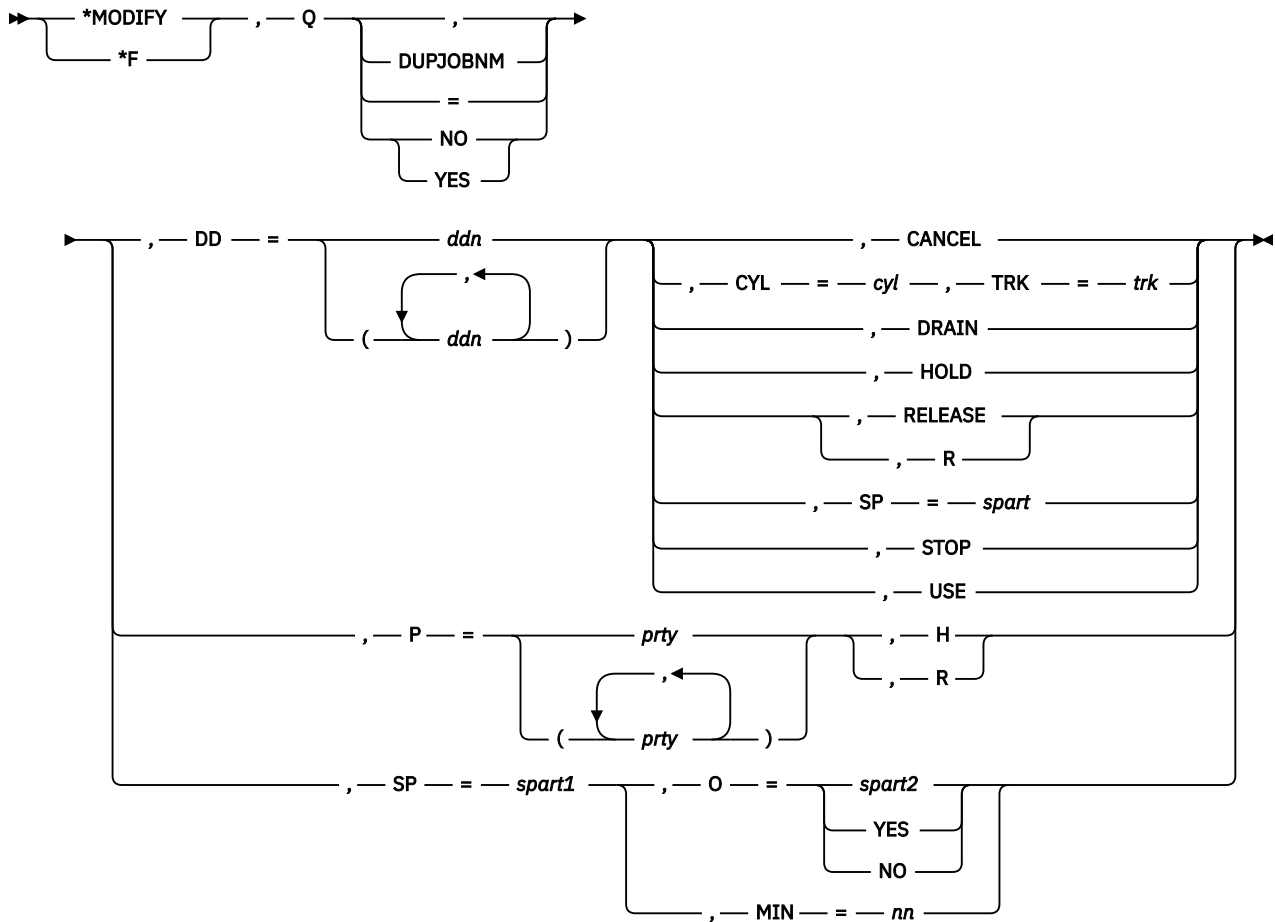 *MODIFY , Q ,
*F DUPJOBNM
=
NO
YES
, DD = ddn , CANCEL
, , CYL = cyl , TRK = trk
( ddn ) , DRAIN
, HOLD
, RELEASE
, R
, SP = spart
, STOP
, USE
, P = prty , H
, , R
( prty )
, SP = spart1 , O = spart2
YES
NO
, MIN = nn